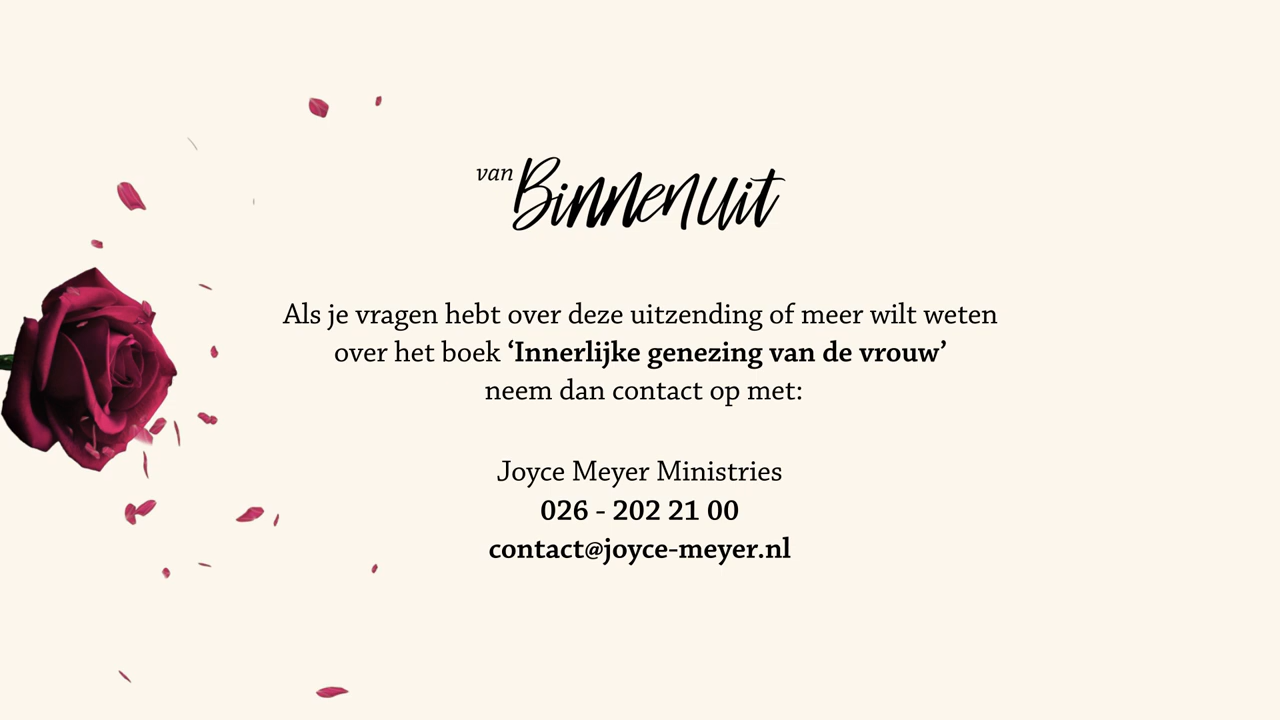 van Binnenuit
Als je vragen hebt over deze uitzending of meer wilt weten
over het boek ‘Innerlijke genezing van de vrouw’
neem dan contact op met:
Joyce Meyer Ministries
026 - 202 21 00
contact@joyce-meyer.nl